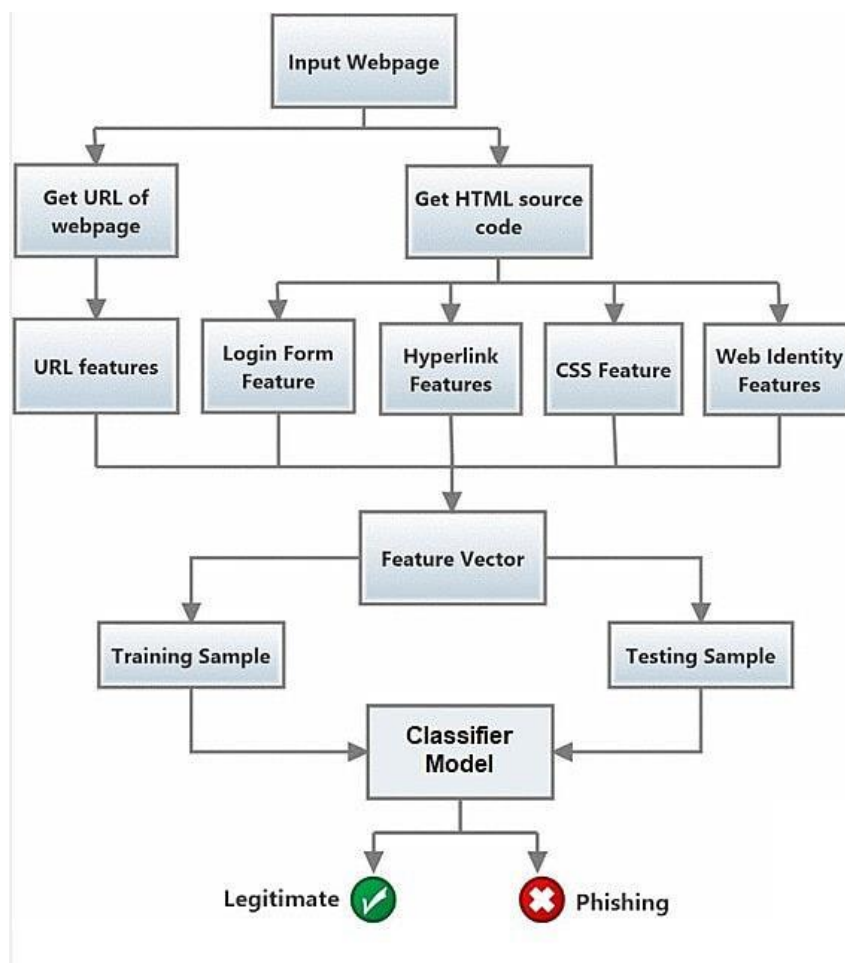 Input Webpage
Get URL of
webpage
Get HTML source
code
URL features
Login Form
Feature
Hyperlink
Features
CSS Feature
Web Identity
Features
Feature Vector
Training Sample
Testing Sample
Classifier
Model
Legitimate
Phishing